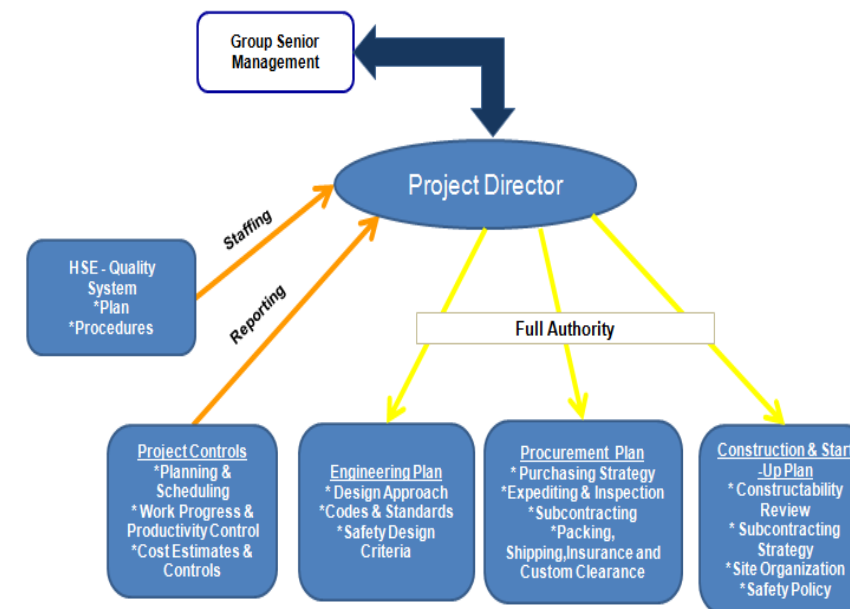 Group Senior
Management
Project Director
Staffing
HSE - Quality
System
*Plan
*Procedures
Reporting
Full Authority
Project Controls
*Planning &
Scheduling
* Work Progress &
Productivity Control
*Cost Estimates &
Controls
Engineering Plan
* Design Approach
*Codes & Standards
*Safety Design
Criteria
Procurement Plan
* Purchasing Strategy
*Expediting & Inspection
*Subcontracting
*Packing,
Shipping,Insurance and
Custom Clearance
Construction & Start
-Up Plan
* Constructability
Review
* Subcontracting
Strategy
*Site Organization
*Safety Policy